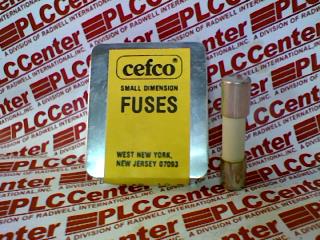 cefco
SMALL DIMENSION
FUSES
WEST NEW YORK,
NEW JERSEY 07093
PLCCenter
A DIVISION OF RADWELL INTERNATIONAL, INC.